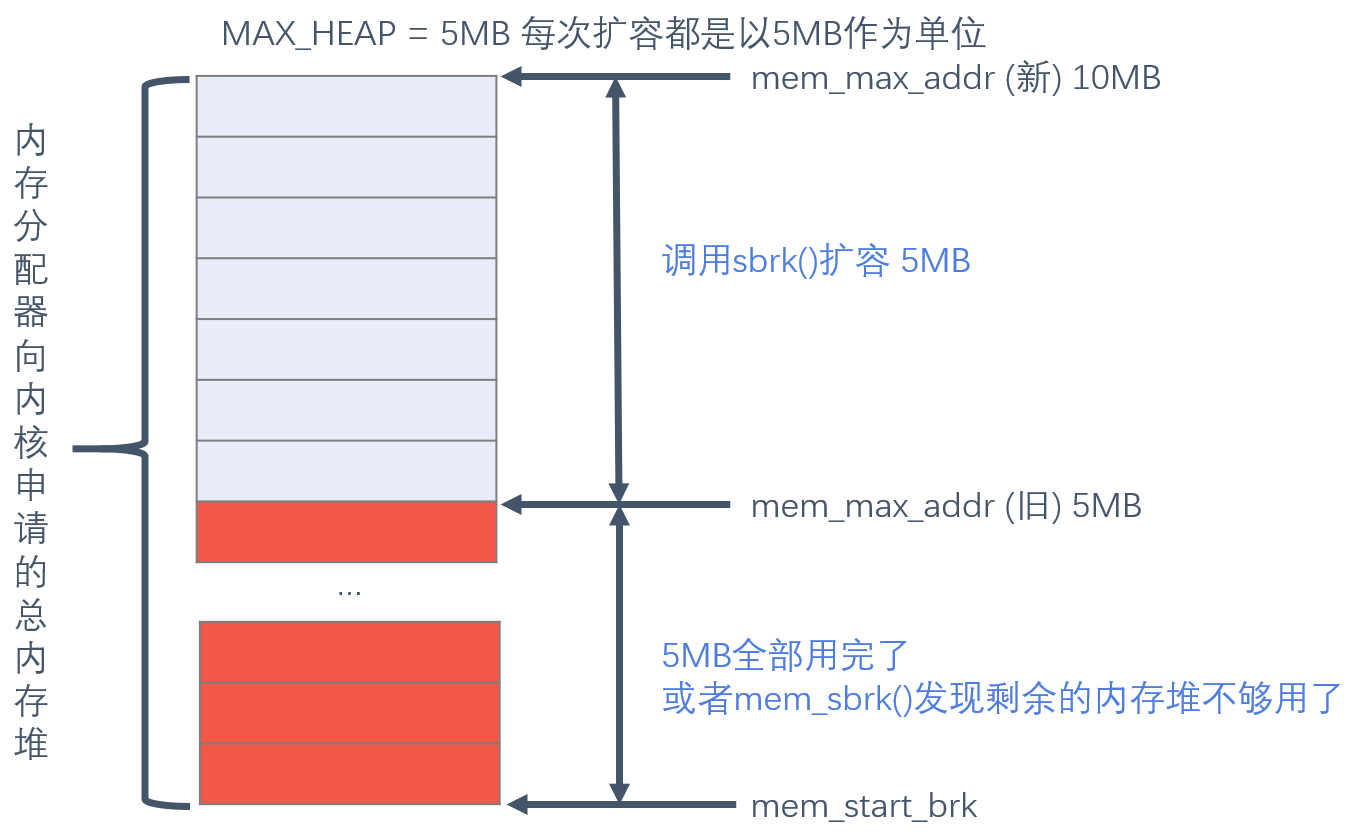 MAX_HEAP = 5MB 每次扩容都是以5MB作为单位
mem_max_addr (新) 10MB
内存分配器向内核申请的总内存堆
调用sbrk()扩容 5MB
mem_max_addr (旧) 5MB
...
5MB全部用完了
或者mem_sbrk()发现剩余的内存堆不够用了
mem_start_brk